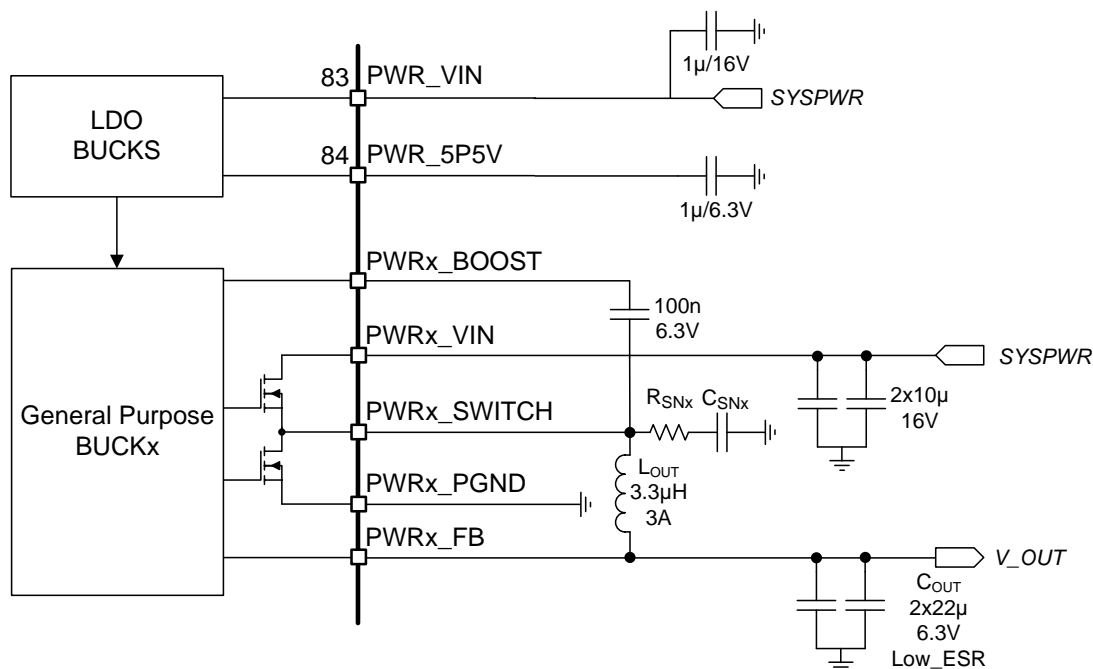 1µ/16V
83
PWR_VIN
SYSPWR
LDO
BUCKS
84
PWR_5P5V
1µ/6.3V
PWRx_BOOST
100n
6.3V
PWRx_VIN
SYSPWR
2x10µ
16V
General Purpose
BUCKx
PWRx_SWITCH
RSNx
CSNx
LOUT
3.3µH
3A
PWRx_PGND
PWRx_FB
V_OUT
COUT
2x22µ
6.3V
Low_ESR